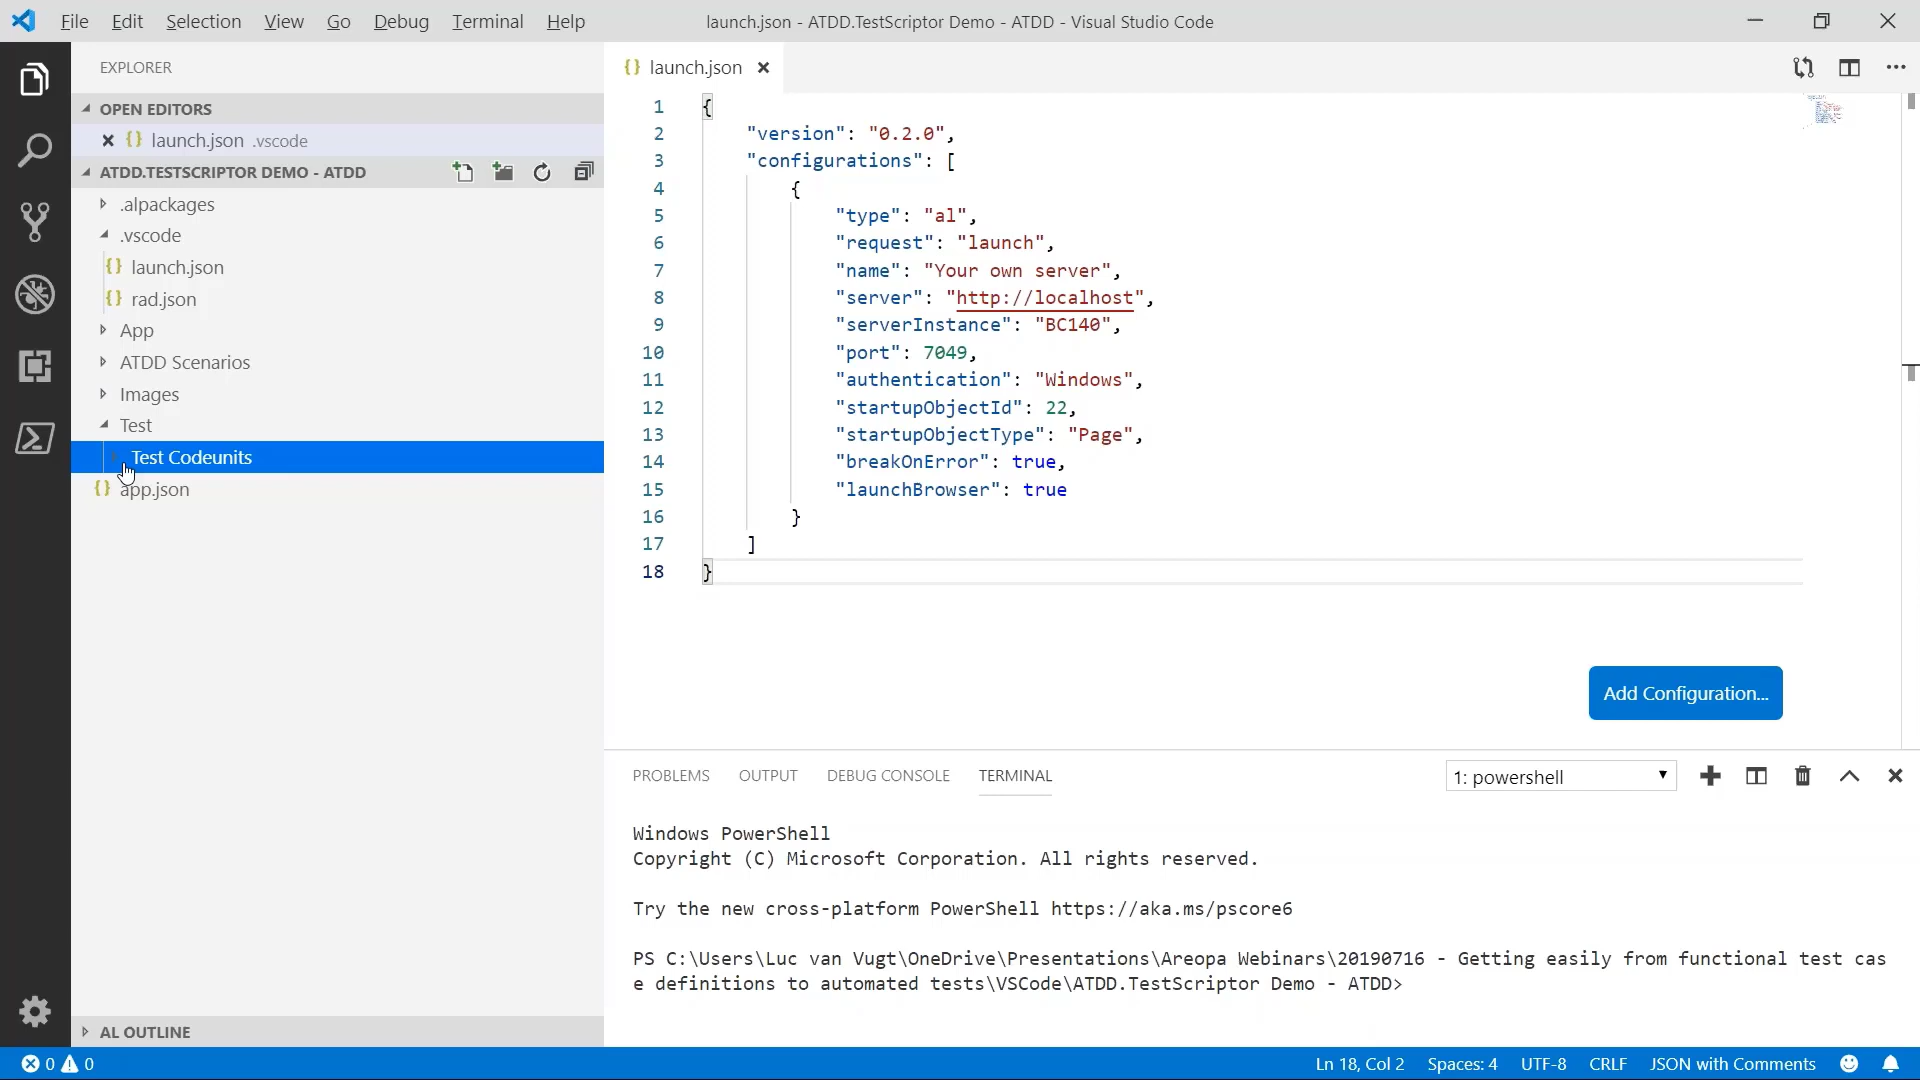 File Edit Selection View Go Debug Terminal Help
launch.json - ATDD.TestScriptor Demo - ATDD - Visual Studio Code
EXPLORER
OPEN EDITORS
launch.json .vscode
ATDD.TESTSCRIPTOR DEMO - ATDD
.alpackages
.vscode
launch.json
rad.json
App
ATDD Scenarios
Images
Test
Test Codeunits
app.json
AL OUTLINE
launch.json
1 {
2 "version": "0.2.0",
3 "configurations": [
4 {
5 "type": "al",
6 "request": "launch",
7 "name": "Your own server",
8 "server": "http://localhost",
9 "serverInstance": "BC140",
10 "port": 7049,
11 "authentication": "Windows",
12 "startupObjectId": 22,
13 "startupObjectType": "Page",
14 "breakOnError": true,
15 "launchBrowser": true
16 }
17 ]
18 }
Add Configuration...
PROBLEMS OUTPUT DEBUG CONSOLE TERMINAL
1: powershell
Windows PowerShell
Copyright (C) Microsoft Corporation. All rights reserved.
Try the new cross-platform PowerShell https://aka.ms/pscore6
PS C:\Users\Luc van Vugt\OneDrive\Presentations\Areopa Webinars\20190716 - Getting easily from functional test cas
e definitions to automated tests\VSCode\ATDD.TestScriptor Demo - ATDD>
0 0
Ln 18, Col 2 Spaces: 4 UTF-8 CRLF JSON with Comments